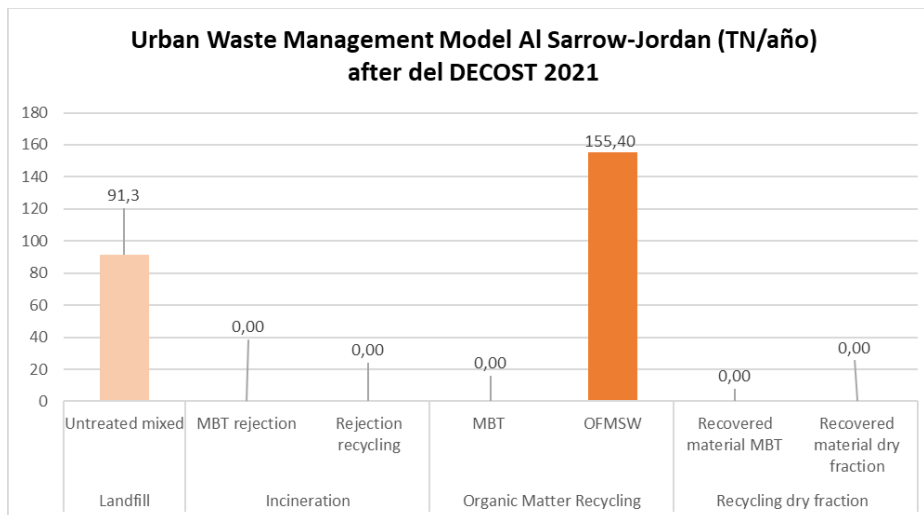 Urban Waste Management Model Al Sarrow-Jordan (TN/año)
after del DECOST 2021
180
160
140
120
100
80
60
40
20
0
91,3
0,00
0,00
0,00
155,40
0,00
0,00
Untreated mixed
MBT rejection
Rejection
recycling
MBT
OFMSW
Recovered
material MBT
Recovered
material dry
fraction
Landfill
Incineration
Organic Matter Recycling
Recycling dry fraction